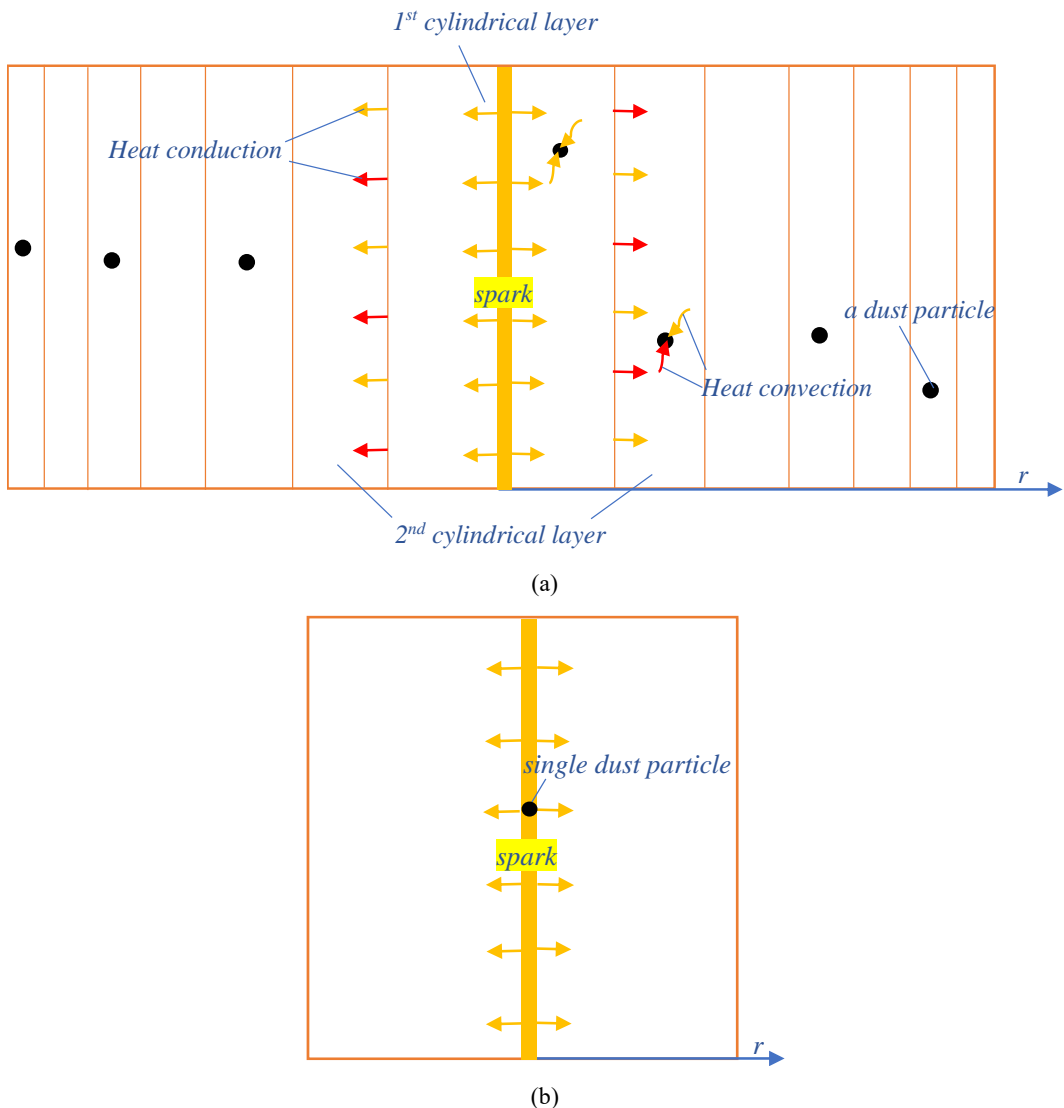 1st cylindrical layer
Heat conduction
spark
a dust particle
Heat convection
r
2nd cylindrical layer
(a)
single dust particle
spark
r
(b)